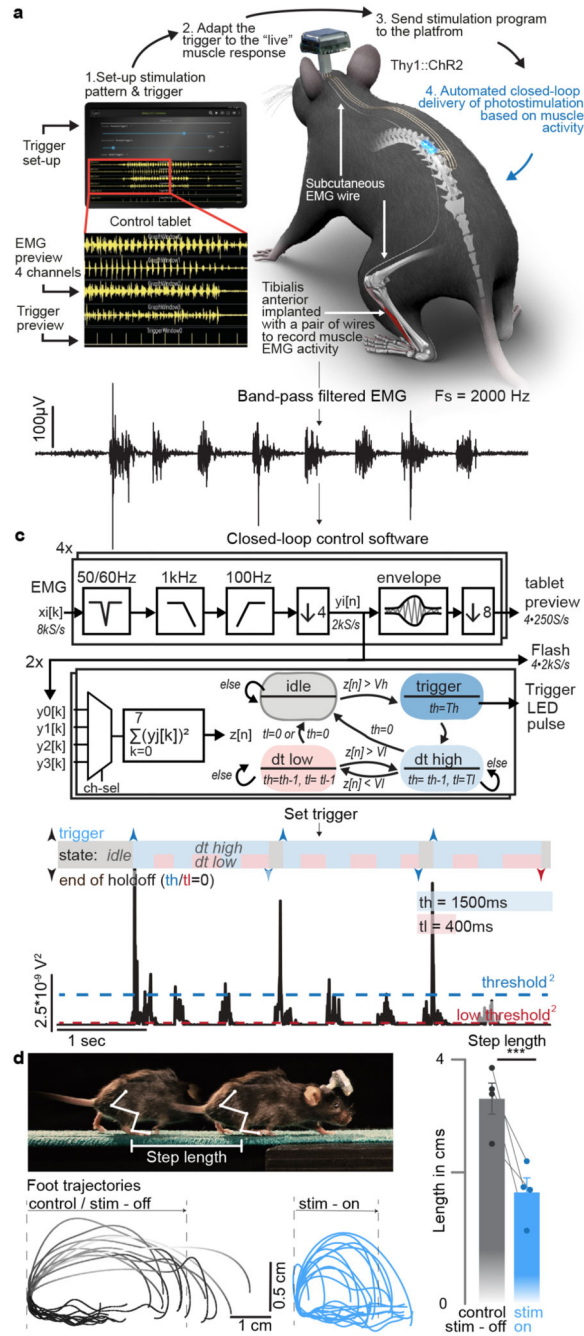 a
2. Adapt the
trigger to the “live”
muscle response
3. Send stimulation program
to the platfrom
Thy1::ChR2
1.Set-up stimulation
pattern & trigger
4. Automated closed-loop
delivery of photostimulation
based on muscle
activity
Trigger
set-up
Subcutaneous
EMG wire
Control tablet
EMG
preview
4 channels
Trigger
preview
GraphWindow0
GraphWindow1
GraphWindow2
GraphWindow3
TriggerWindow0
Tibialis
anterior
implanted
with a pair of wires
to record muscle
EMG activity
Band-pass filtered EMG
Fs = 2000 Hz
100µV
c
Closed-loop control software
4x
EMG
xi[k]
8kS/s
50/60Hz
1kHz
100Hz
↓4
yi[n]
2kS/s
envelope
↓8
tablet
preview
4•250S/s
Flash
4•2kS/s
2x
y0[k]
y1[k]
y2[k]
y3[k]
ch-sel
7
∑(yj[k])²
k=0
z[n]
else
idle
z[n] > Vh
trigger
th=Th
Trigger
LED
pulse
tl=0 or
th=0
th=0
z[n] > Vl
z[n] < Vl
else
dt low
th=th-1, tl= tl-1
dt high
th= th-1, tl=Tl
else
Set trigger
trigger
state: idle
dt high
dt low
end of holdoff (th/tl=0)
th = 1500ms
tl = 400ms
2.5*10⁻⁹ V²
threshold²
low threshold²
1 sec
d
Step length
Step length
***
Length in cms
4
0
control
stim - off
stim
on
Foot trajectories
control / stim - off
stim - on
0.5 cm
1 cm